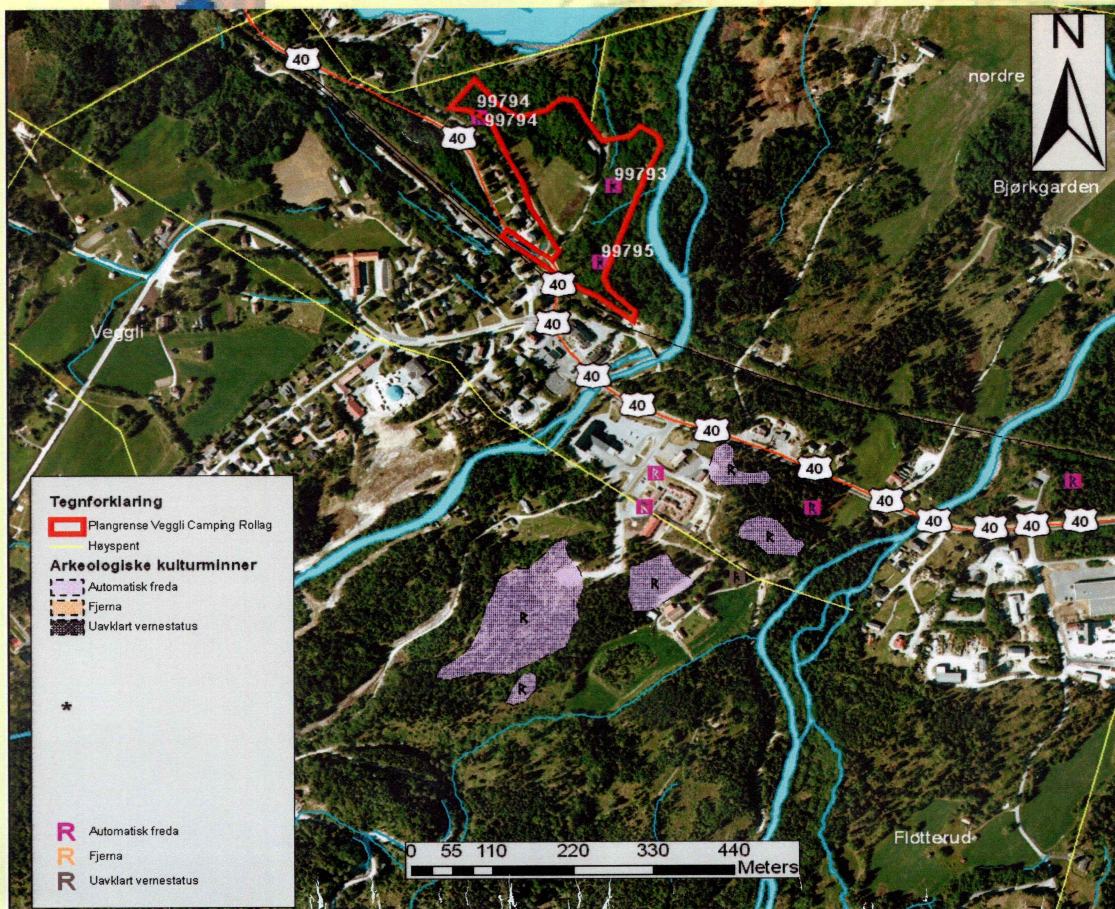 N
nordre
40
99794
99794
40
99793
Bjørkgarden
99795
40
Veggli
40
40
40
40
R
40
R
R
40
R
40
40
40
40
R
R
R
R
R
Tegnforklaring
Plangrense Veggli Camping Rollag
Høyspent
Arkeologiske kulturminner
Automatisk freda
Fjerna
Uavklart vernestatus
*
R Automatisk freda
R Fjerna
R Uavklart vernestatus
Fløtterud
0 55 110 220 330 440
Meters